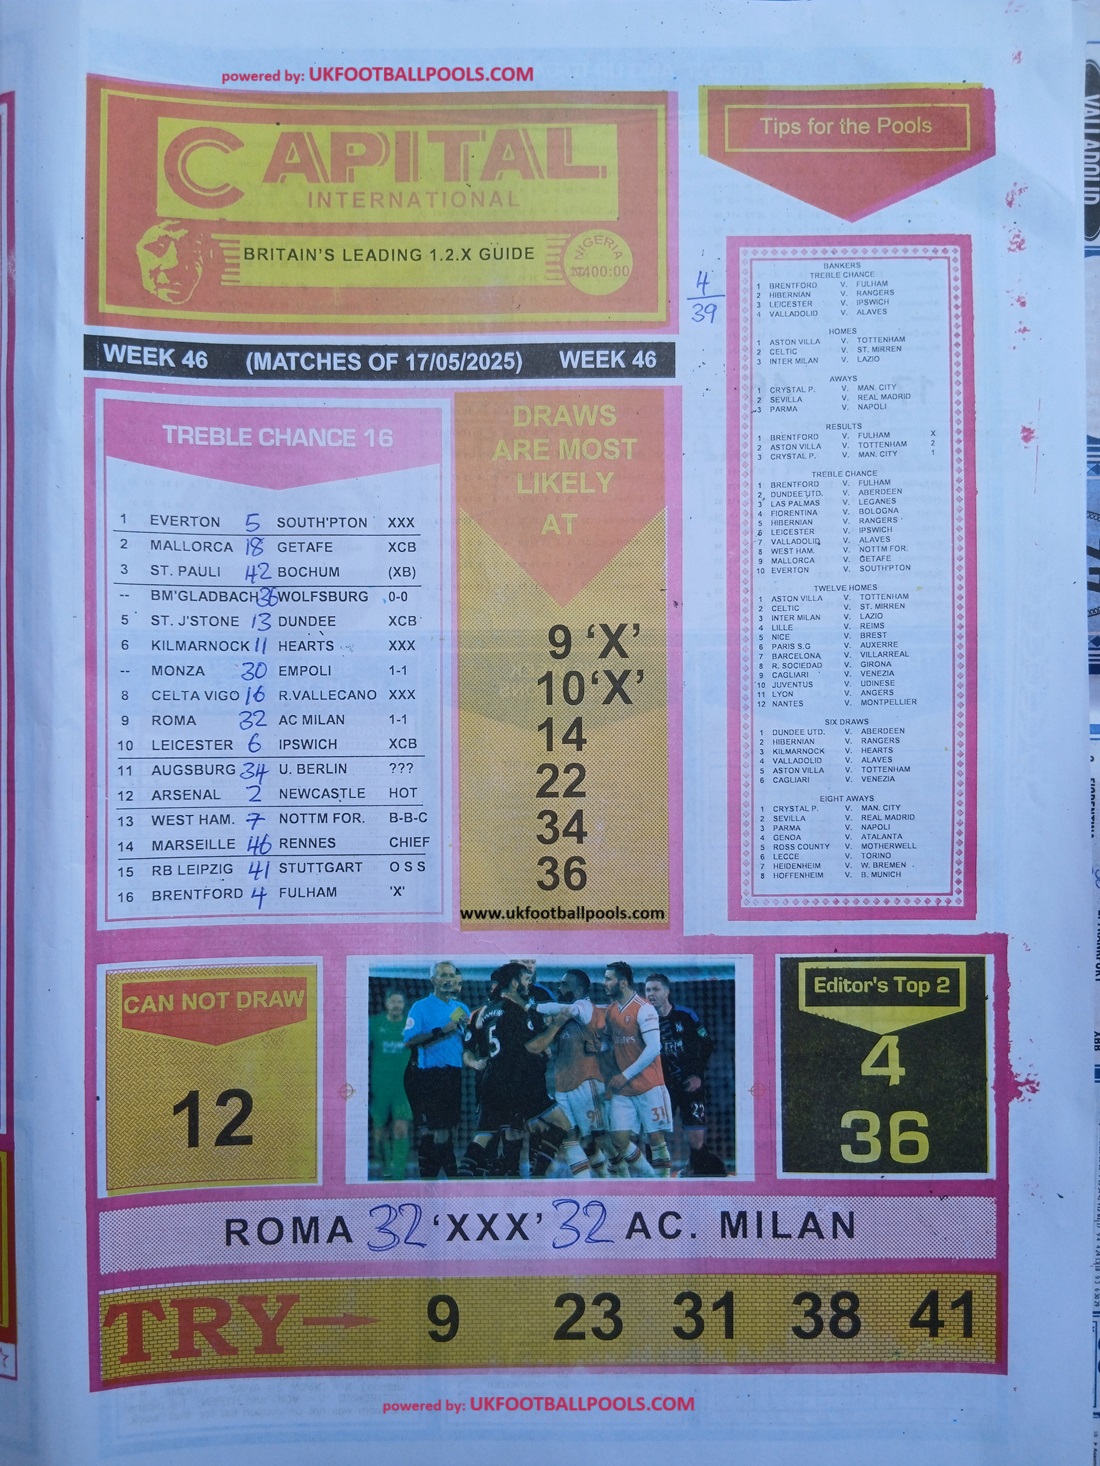 powered by: UKFOOTBALLPOOLS.COM
CAPITAL
INTERNATIONAL
BRITAIN'S LEADING 1.2.X GUIDE
NIGERIA
₦400:00
Tips for the Pools
4
39
WEEK 46 (MATCHES OF 17/05/2025) WEEK 46
TREBLE CHANCE 16
1 EVERTON 5 SOUTH'PTON XXX
2 MALLORCA 18 GETAFE XCB
3 ST. PAULI 42 BOCHUM (XB)
-- BM'GLADBACH 36 WOLFSBURG 0-0
5 ST. J'STONE 13 DUNDEE XCB
6 KILMARNOCK 11 HEARTS XXX
-- MONZA 30 EMPOLI 1-1
8 CELTA VIGO 16 R.VALLECANO XXX
9 ROMA 32 AC MILAN 1-1
10 LEICESTER 6 IPSWICH XCB
11 AUGSBURG 34 U. BERLIN ???
12 ARSENAL 2 NEWCASTLE HOT
13 WEST HAM. 7 NOTTM FOR. B-B-C
14 MARSEILLE 46 RENNES CHIEF
15 RB LEIPZIG 41 STUTTGART O S S
16 BRENTFORD 4 FULHAM 'X'
DRAWS
ARE MOST
LIKELY
AT
9 'X'
10 'X'
14
22
34
36
www.ukfootballpools.com
BANKERS
TREBLE CHANCE
1 BRENTFORD V. FULHAM
2 HIBERNIAN V. RANGERS
3 LEICESTER V. IPSWICH
4 VALLADOLID V. ALAVES
HOMES
1 ASTON VILLA V. TOTTENHAM
2 CELTIC V. ST. MIRREN
3 INTER MILAN V. LAZIO
AWAYS
1 CRYSTAL P. V. MAN. CITY
2 SEVILLA V. REAL MADRID
3 PARMA V. NAPOLI
RESULTS
1 BRENTFORD V. FULHAM X
2 ASTON VILLA V. TOTTENHAM 2
3 CRYSTAL P. V. MAN. CITY 1
TREBLE CHANCE
1 BRENTFORD V. FULHAM
2 DUNDEE UTD. V. ABERDEEN
3 LAS PALMAS V. LEGANES
4 FIORENTINA V. BOLOGNA
5 HIBERNIAN V. RANGERS
6 LEICESTER V. IPSWICH
7 VALLADOLID V. ALAVES
8 WEST HAM. V. NOTTM FOR.
9 MALLORCA V. GETAFE
10 EVERTON V. SOUTH'PTON
TWELVE HOMES
1 ASTON VILLA V. TOTTENHAM
2 CELTIC V. ST. MIRREN
3 INTER MILAN V. LAZIO
4 LILLE V. REIMS
5 NICE V. BREST
6 PARIS S.G V. AUXERRE
7 BARCELONA V. VILLARREAL
8 R. SOCIEDAD V. GIRONA
9 CAGLIARI V. VENEZIA
10 JUVENTUS V. UDINESE
11 LYON V. ANGERS
12 NANTES V. MONTPELLIER
SIX DRAWS
1 DUNDEE UTD. V. ABERDEEN
2 HIBERNIAN V. RANGERS
3 KILMARNOCK V. HEARTS
4 VALLADOLID V. ALAVES
5 ASTON VILLA V. TOTTENHAM
6 CAGLIARI V. VENEZIA
EIGHT AWAYS
1 CRYSTAL P. V. MAN. CITY
2 SEVILLA V. REAL MADRID
3 PARMA V. NAPOLI
4 GENOA V. ATALANTA
5 ROSS COUNTY V. MOTHERWELL
6 LECCE V. TORINO
7 HEIDENHEIM V. W. BREMEN
8 HOFFENHEIM V. B. MUNICH
CAN NOT DRAW
12
5
9
31
22
Editor's Top 2
4
36
ROMA 32 'XXX' 32 AC. MILAN
TRY 9 23 31 38 41
powered by: UKFOOTBALLPOOLS.COM
VALLADOLID